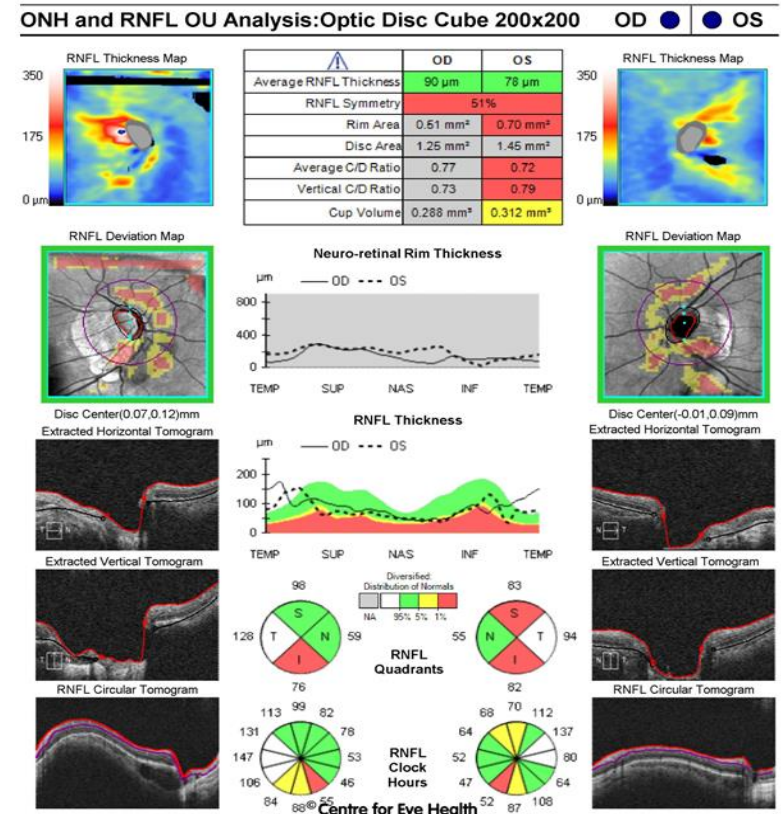 ONH and RNFL OU Analysis:Optic Disc Cube 200x200 OD OS
RNFL Thickness Map
RNFL Thickness Map
350
175
0 µm
OD OS
Average RNFL Thickness 90 µm 78 µm
RNFL Symmetry 51%
Rim Area 0.51 mm² 0.70 mm²
Disc Area 1.25 mm² 1.45 mm²
Average C/D Ratio 0.77 0.72
Vertical C/D Ratio 0.73 0.79
Cup Volume 0.288 mm³ 0.312 mm³
350
175
0 µm
RNFL Deviation Map
RNFL Deviation Map
Neuro-retinal Rim Thickness
µm OD OS
800
400
0
TEMP SUP NAS INF TEMP
Disc Center(0.07,0.12)mm
Disc Center(-0.01,0.09)mm
Extracted Horizontal Tomogram
Extracted Horizontal Tomogram
RNFL Thickness
µm OD OS
200
100
0
TEMP SUP NAS INF TEMP
T N
N T
Extracted Vertical Tomogram
Extracted Vertical Tomogram
Diversified:
Distribution of Normals
NA 95% 5% 1%
98
128 T S N I 59
76
RNFL
Quadrants
83
55 N S T I 94
82
RNFL Circular Tomogram
RNFL Circular Tomogram
113 99 82
131 78
147 53
106 46
84 88 55
RNFL
Clock
Hours
68 70 112
64 137
52 80
47 64
52 87 108
© Centre for Eye Health